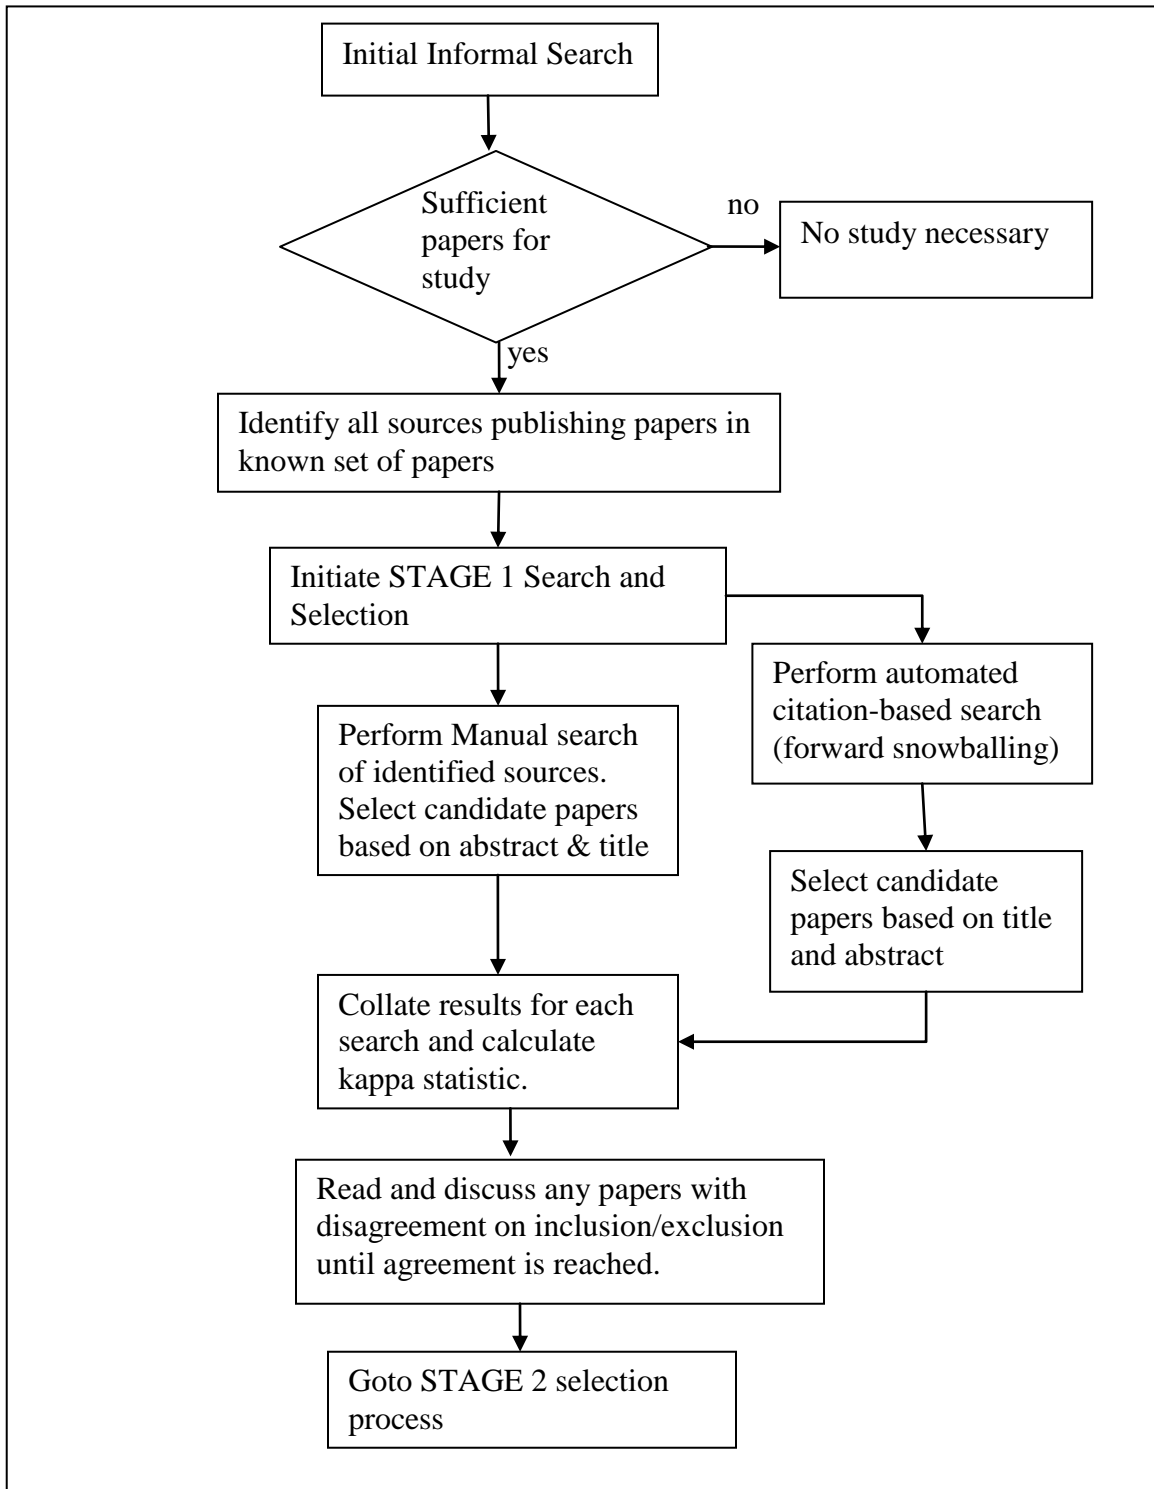 Initial Informal Search
Sufficient
papers for
study
no
No study necessary
yes
Identify all sources publishing papers in
known set of papers
Initiate STAGE 1 Search and
Selection
Perform automated
citation-based search
(forward snowballing)
Perform Manual search
of identified sources.
Select candidate papers
based on abstract & title
Select candidate
papers based on title
and abstract
Collate results for each
search and calculate
kappa statistic.
Read and discuss any papers with
disagreement on inclusion/exclusion
until agreement is reached.
Goto STAGE 2 selection
process